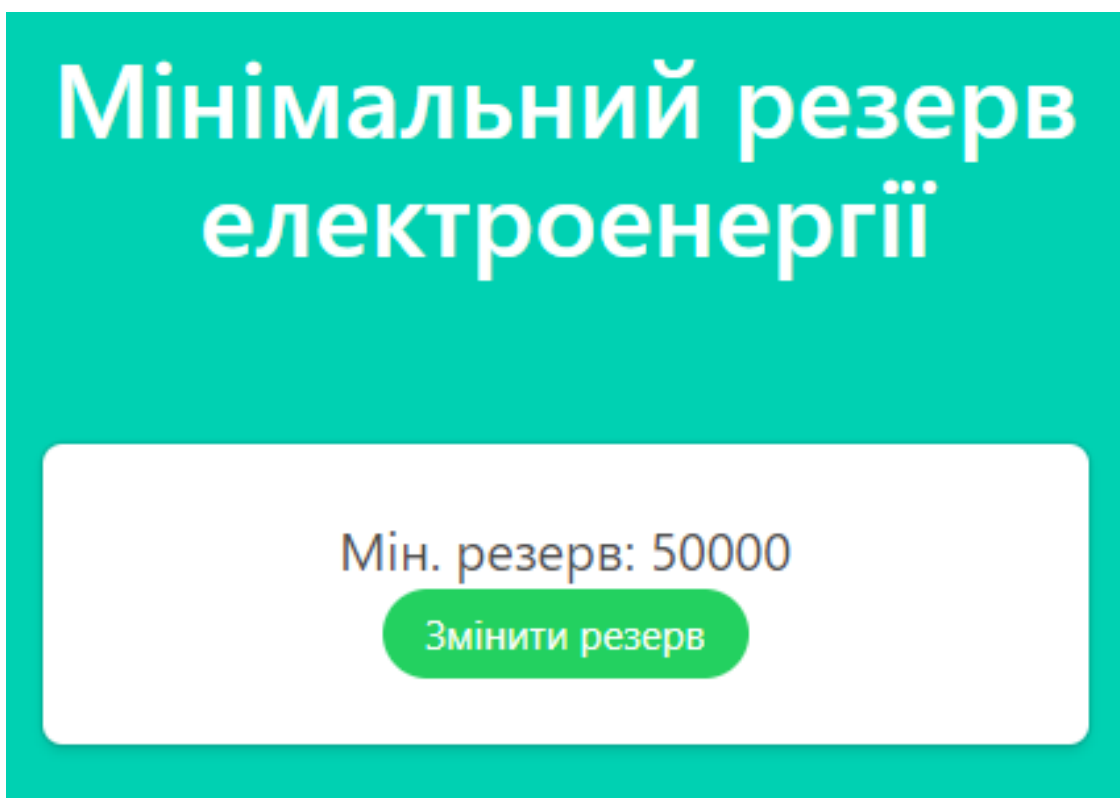 Мінімальний резерв
електроенергії
Мін. резерв: 50000
Змінити резерв